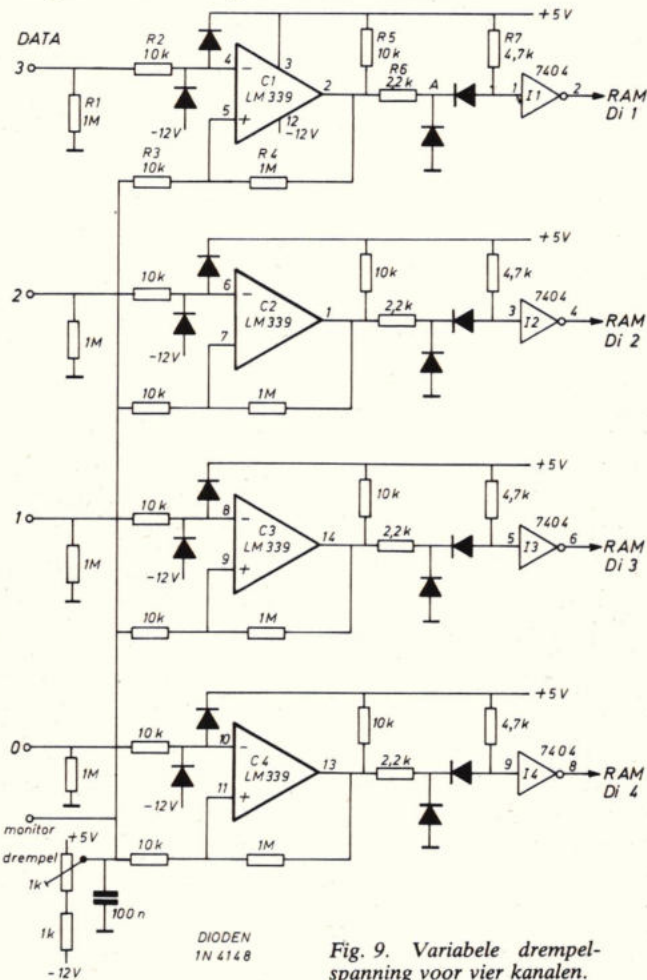 DATA
3
R1
1M
R2
10k
-12V
R3
10k
4
5
+
-
C1
LM339
3
12
-12V
2
R4
1M
+5V
R5
10k
R6
2,2k
A
R7
4,7k
1
7404
I1
2
RAM
Di 1
2
1M
10k
-12V
10k
6
7
+
-
C2
LM339
1
1M
+5V
10k
2,2k
4,7k
3
7404
I2
4
RAM
Di 2
1
1M
10k
-12V
10k
8
9
+
-
C3
LM339
14
1M
+5V
10k
2,2k
4,7k
5
7404
I3
6
RAM
Di 3
0
1M
10k
-12V
10k
10
11
+
-
C4
LM339
13
1M
+5V
10k
2,2k
4,7k
9
7404
I4
8
RAM
Di 4
monitor
+5V
drempel
1k
1k
-12V
100n
DIODEN
1N4148
Fig. 9. Variabele drempel-
spanning voor vier kanalen.